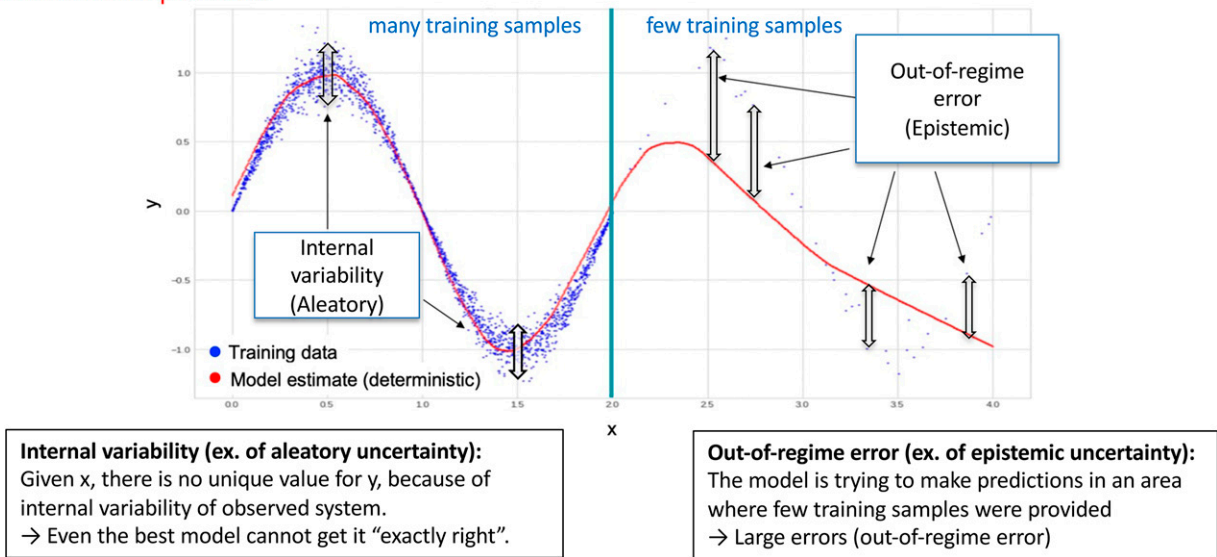 many training samples
few training samples
Out-of-regime
error
(Epistemic)
1.0
0.5
0.0
-0.5
-1.0
y
Internal
variability
(Aleatory)
Training data
Model estimate (deterministic)
0.0
0.5
1.0
1.5
2.0
2.5
3.0
3.5
4.0
x
Internal variability (ex. of aleatory uncertainty):
Given x, there is no unique value for y, because of
internal variability of observed system.
→ Even the best model cannot get it “exactly right”.
Out-of-regime error (ex. of epistemic uncertainty):
The model is trying to make predictions in an area
where few training samples were provided
→ Large errors (out-of-regime error)